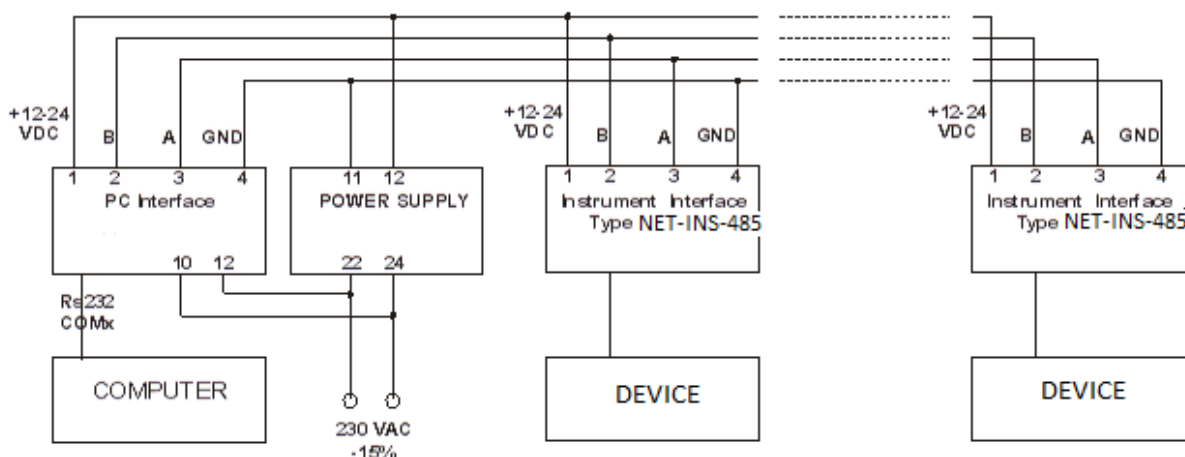 +12-24
VDC
B
A
GND
1
2
3
4
PC Interface
10
12
Rs232
COMx
COMPUTER
11
12
POWER SUPPLY
22
24
230 VAC
-15%
+12-24
VDC
B
A
GND
1
2
3
4
Instrument Interface
Type NET-INS-485
DEVICE
+12-24
VDC
B
A
GND
1
2
3
4
Instrument Interface
Type NET-INS-485
DEVICE